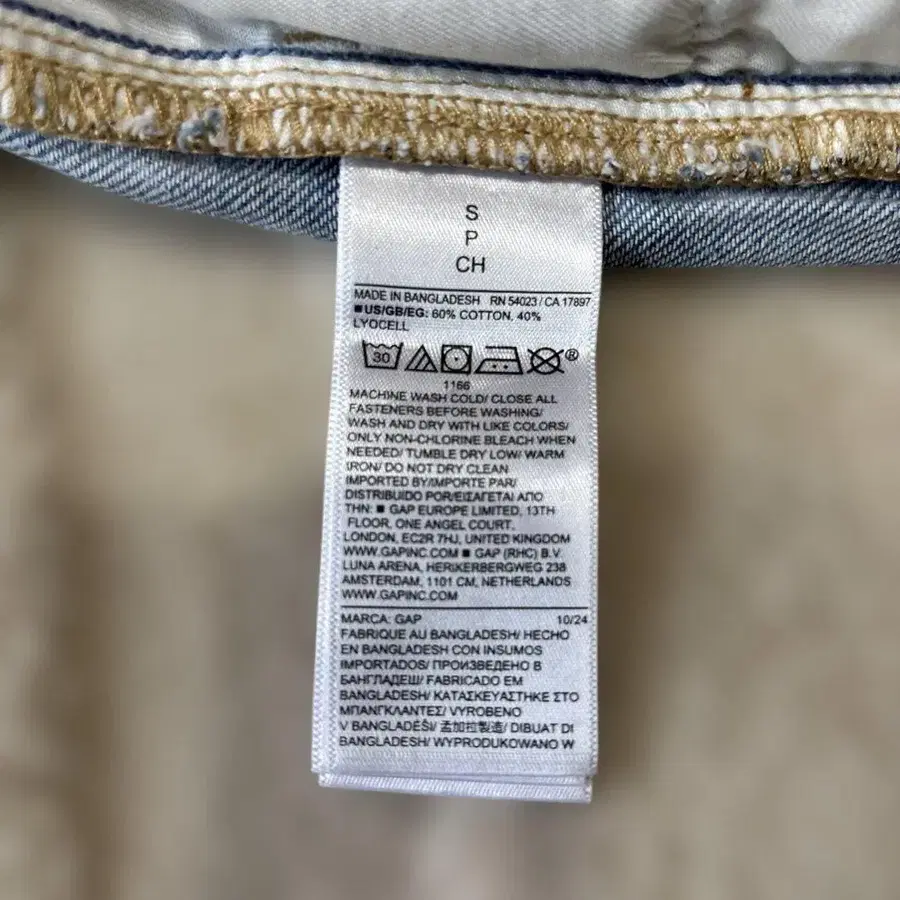 S
P
CH
MADE IN BANGLADESH RN 54023 / CA 17897
■ US/GB/EG: 60% COTTON, 40%
LYOCELL
30 ®
1166
MACHINE WASH COLD/ CLOSE ALL
FASTENERS BEFORE WASHING/
WASH AND DRY WITH LIKE COLORS/
ONLY NON-CHLORINE BLEACH WHEN
NEEDED/ TUMBLE DRY LOW/ WARM
IRON/ DO NOT DRY CLEAN
IMPORTED BY/IMPORTE PAR/
DISTRIBUIDO POR/ΕΙΣΑΓΕΤΑΙ ΑΠΟ
ΤΗΝ: ■ GAP EUROPE LIMITED, 13TH
FLOOR, ONE ANGEL COURT,
LONDON, EC2R 7HJ, UNITED KINGDOM
WWW.GAPINC.COM ■ GAP (RHC) B.V.
LUNA ARENA, HERIKERBERGWEG 238
AMSTERDAM, 1101 CM, NETHERLANDS
WWW.GAPINC.COM
MARCA: GAP 10/24
FABRIQUE AU BANGLADESH/ HECHO
EN BANGLADESH CON INSUMOS
IMPORTADOS/ ПРОИЗВЕДЕНО В
БАНГЛАДЕШ/ FABRICADO EM
BANGLADESH/ ΚΑΤΑΣΚΕΥΑΣΤΗΚΕ ΣΤΟ
ΜΠΑΝΓΚΛΑΝΤΕΣ/ VYROBENO
V BANGLADÉŠI/ 孟加拉製造/ DIBUAT DI
BANGLADESH/ WYPRODUKOWANO W